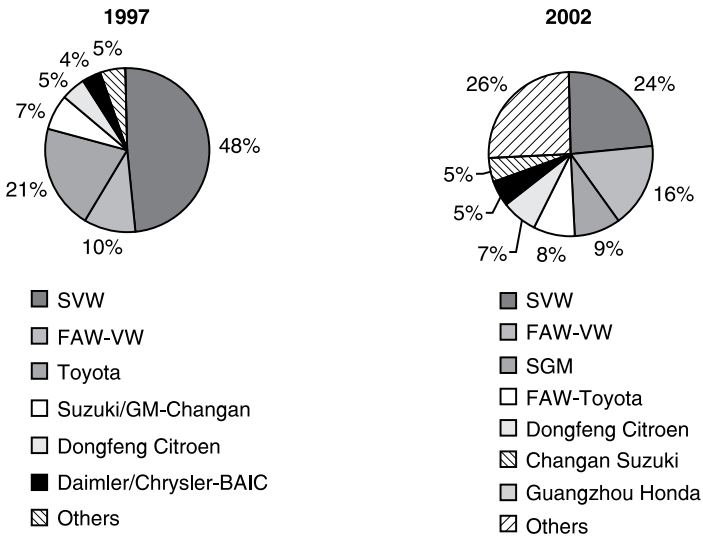 1997
5%
4%
5%
7%
48%
21%
10%
SVW
FAW-VW
Toyota
Suzuki/GM-Changan
Dongfeng Citroen
Daimler/Chrysler-BAIC
Others
2002
26%
24%
5%
16%
5%
7%
8%
9%
SVW
FAW-VW
SGM
FAW-Toyota
Dongfeng Citroen
Changan Suzuki
Guangzhou Honda
Others